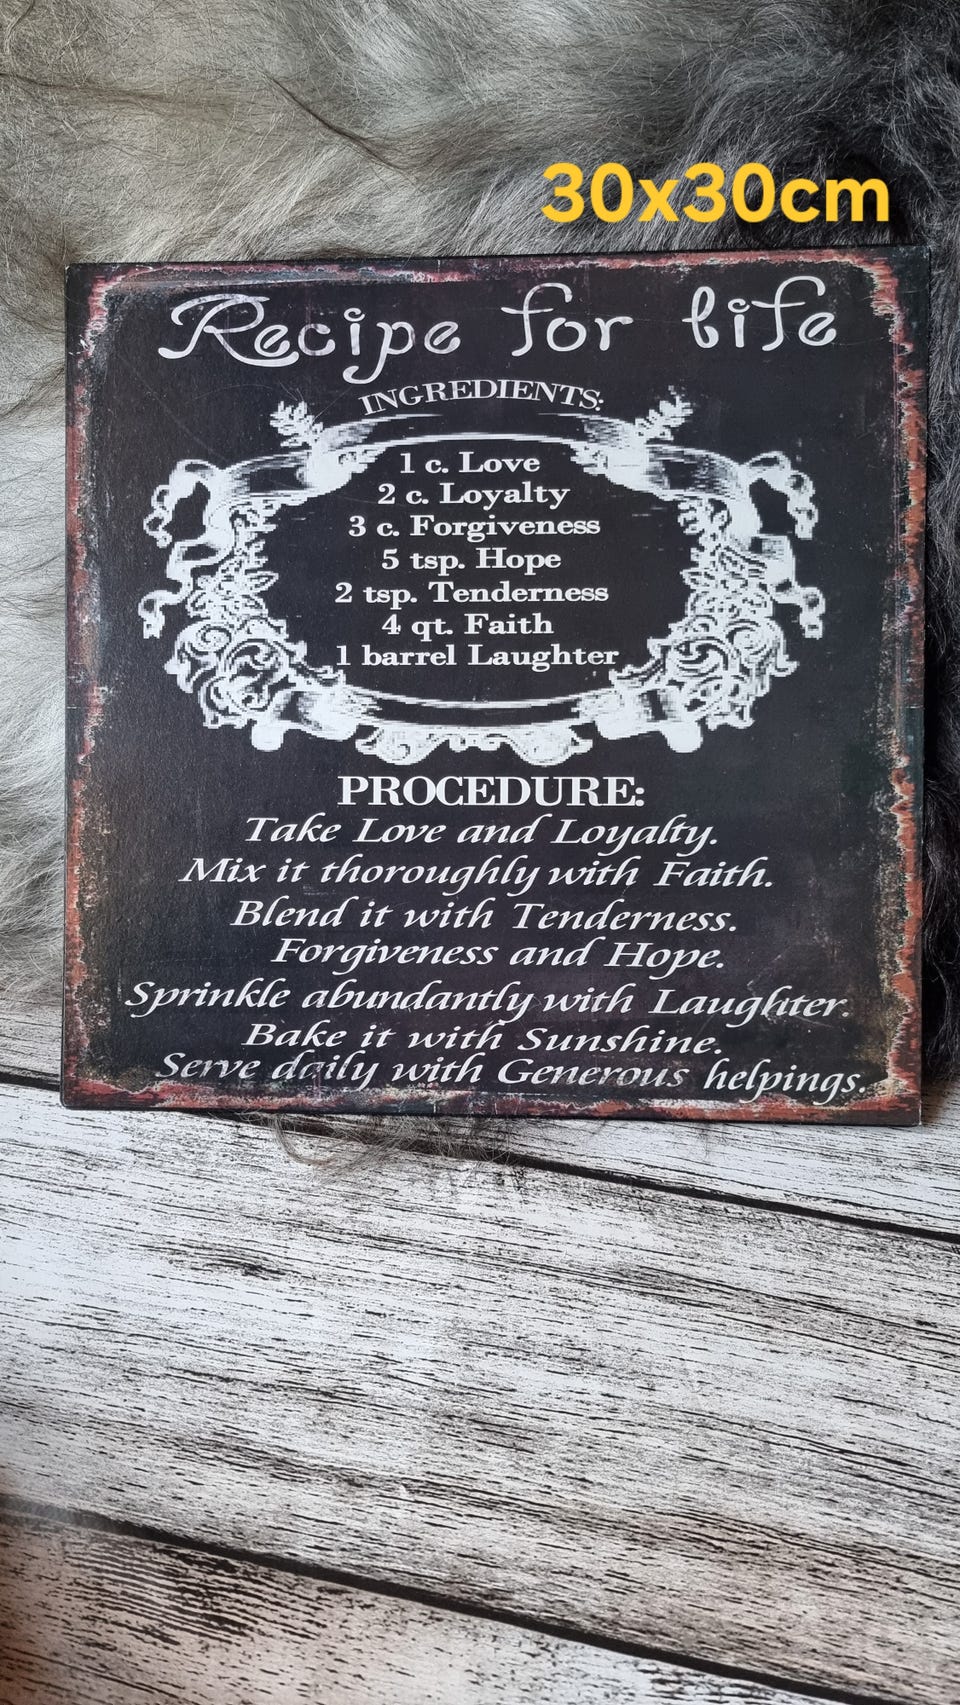 30x30cm
Recipe for life
INGREDIENTS:
1 c. Love
2 c. Loyalty
3 c. Forgiveness
5 tsp. Hope
2 tsp. Tenderness
4 qt. Faith
1 barrel Laughter
PROCEDURE:
Take Love and Loyalty.
Mix it thoroughly with Faith.
Blend it with Tenderness.
Forgiveness and Hope.
Sprinkle abundantly with Laughter.
Bake it with Sunshine.
Serve daily with Generous helpings.